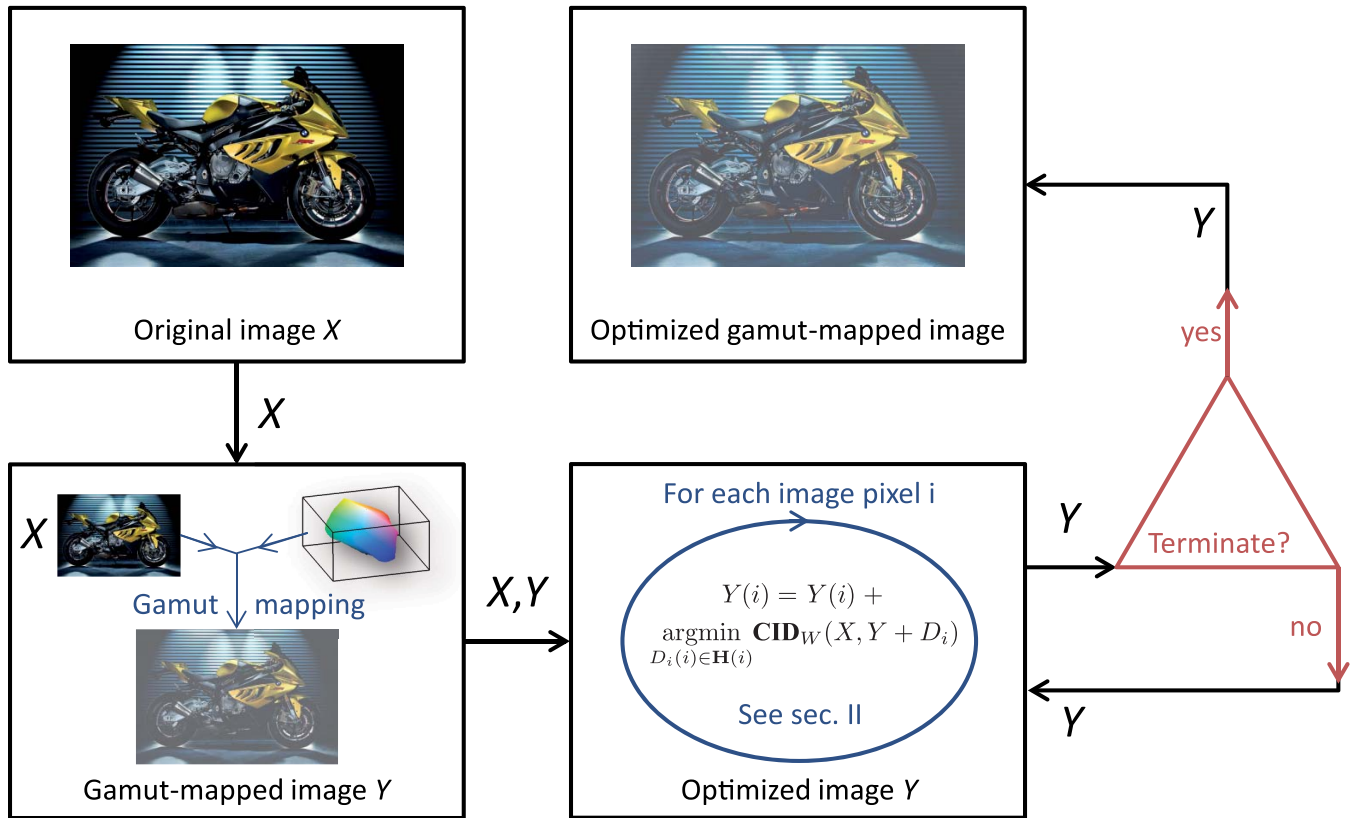 Original image X
Optimized gamut-mapped image
X
Y
yes
Terminate?
no
Y
Y
X
Gamut mapping
Gamut-mapped image Y
X,Y
For each image pixel i
Y(i) = Y(i) +
argmin CID_W(X, Y + D_i)
D_i(i)∈H(i)
See sec. II
Optimized image Y